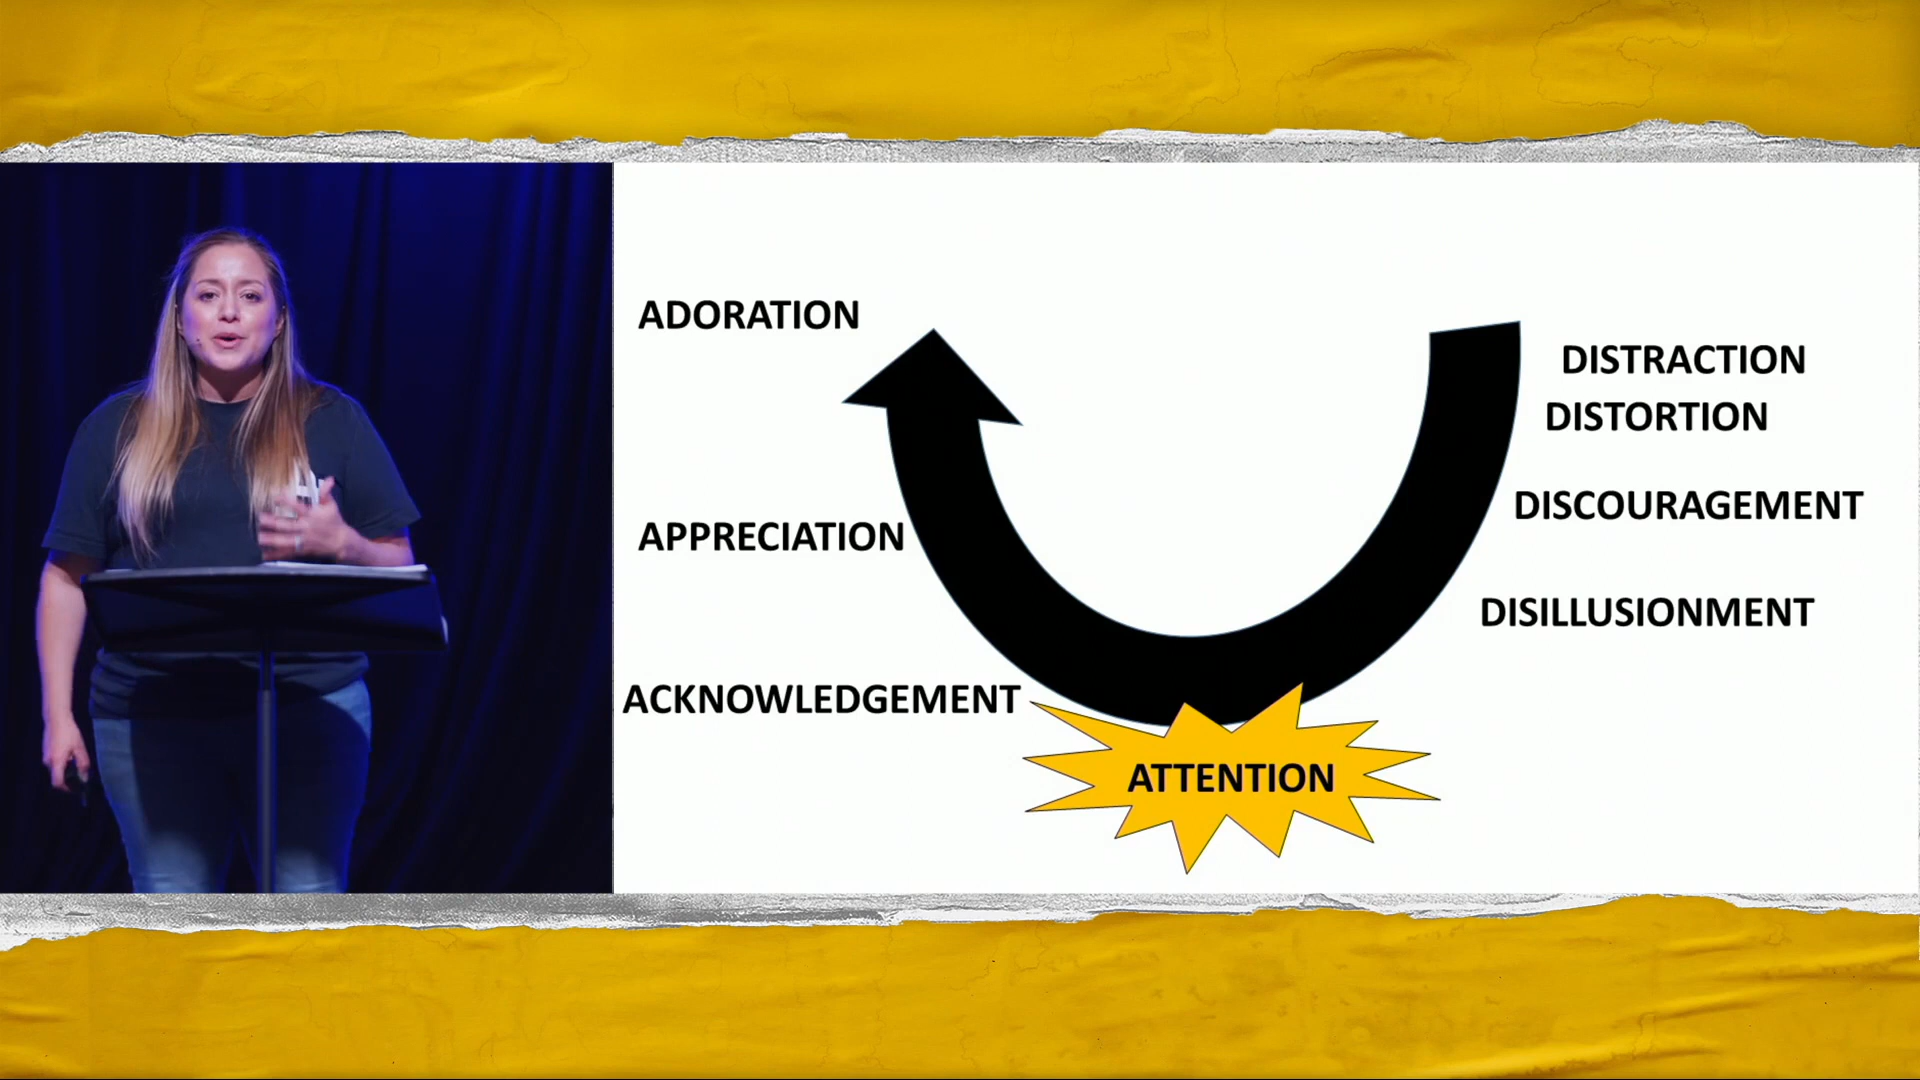 ADORATION
DISTRACTION
DISTORTION
DISCOURAGEMENT
APPRECIATION
DISILLUSIONMENT
ACKNOWLEDGEMENT
ATTENTION